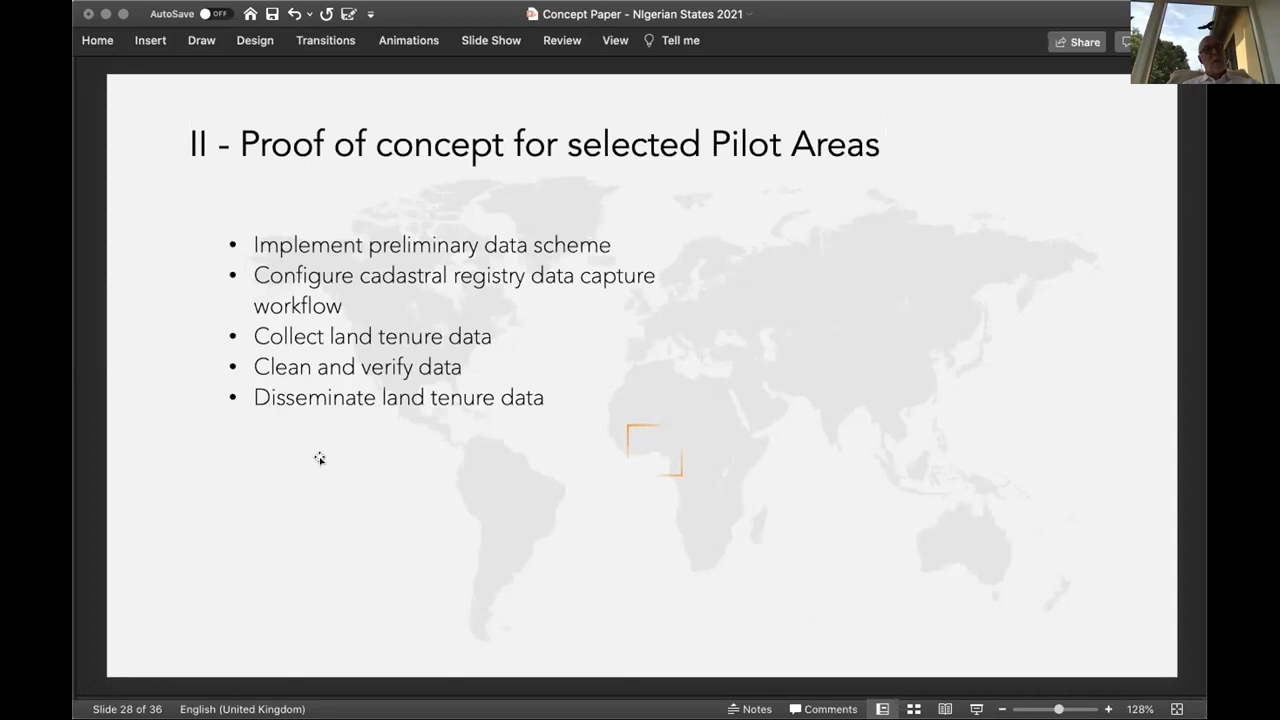 AutoSave OFF
Concept Paper - NIgerian States 2021
Home Insert Draw Design Transitions Animations Slide Show Review View Tell me Share
II - Proof of concept for selected Pilot Areas
• Implement preliminary data scheme
• Configure cadastral registry data capture
workflow
• Collect land tenure data
• Clean and verify data
• Disseminate land tenure data
Slide 28 of 36 English (United Kingdom) Notes Comments 128%